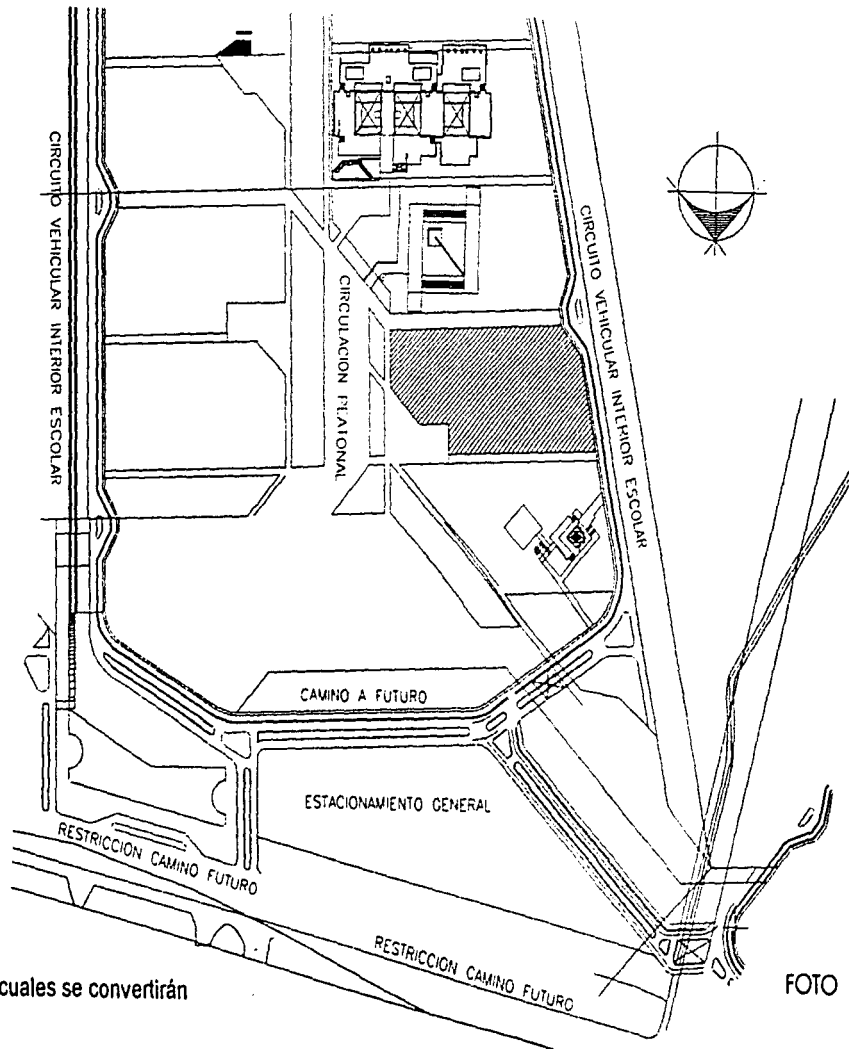 CIRCUITO VEHICULAR INTERIOR ESCOLAR
CIRCUITO VEHICULAR INTERIOR ESCOLAR
CIRCULACION PEATONAL
CAMINO A FUTURO
ESTACIONAMIENTO GENERAL
RESTRICCION CAMINO FUTURO
RESTRICCION CAMINO FUTURO
cuales se convertirán
FOTO